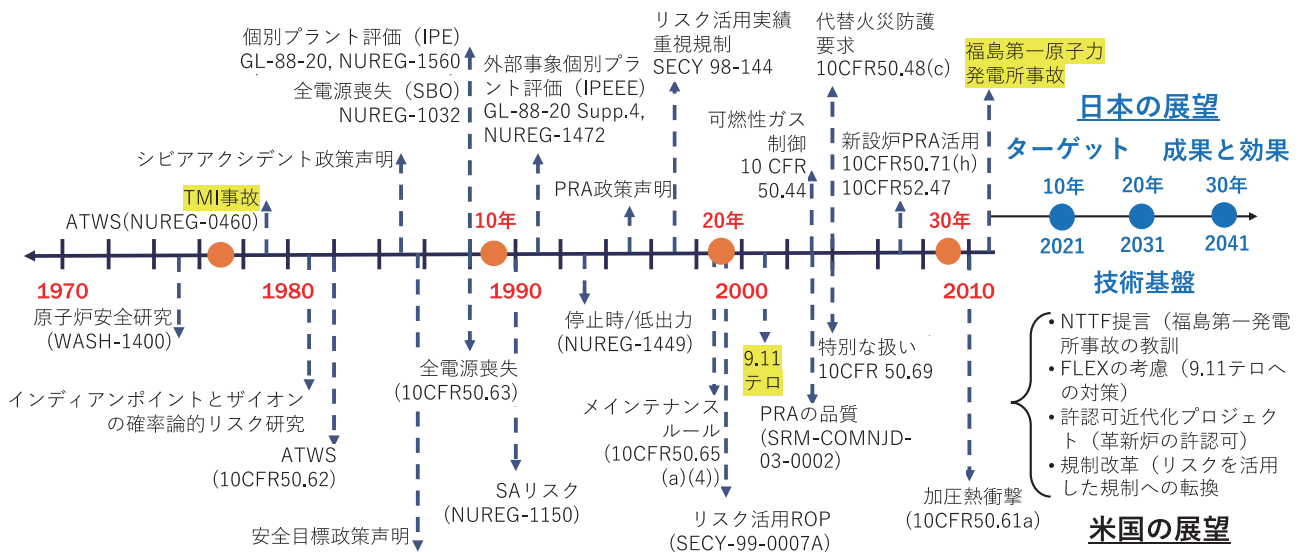 個別プラント評価（IPE）
GL-88-20, NUREG-1560
全電源喪失（SBO）
NUREG-1032
外部事象個別プラ
ント評価（IPEEE）
GL-88-20 Supp.4,
NUREG-1472
リスク活用実績
重視規制
SECY 98-144
代替火災防護
要求
10CFR50.48(c)
福島第一原子力
発電所事故
シビアアクシデント政策声明
TMI事故
ATWS(NUREG-0460)
PRA政策声明
可燃性ガス
制御
10 CFR
50.44
新設炉PRA活用
10CFR50.71(h)
10CFR52.47
日本の展望
ターゲット
成果と効果
10年
20年
30年
10年
20年
30年
2021
2031
2041
技術基盤
1970
1980
1990
2000
2010
原子炉安全研究
(WASH-1400)
インディアンポイントとザイオン
の確率論的リスク研究
ATWS
(10CFR50.62)
安全目標政策声明
全電源喪失
(10CFR50.63)
SAリスク
(NUREG-1150)
停止時/低出力
(NUREG-1449)
メインテナンス
ルール
(10CFR50.65
(a)(4))
リスク活用ROP
(SECY-99-0007A)
9.11
テロ
PRAの品質
(SRM-COMNJD-
03-0002)
特別な扱い
10CFR 50.69
加圧熱衝撃
(10CFR50.61a)
• NTTF提言（福島第一発電
所事故の教訓
• FLEXの考慮（9.11テロへ
の対策）
• 許認可近代化プロジェク
ト（革新炉の許認可）
• 規制改革（リスクを活用
した規制への転換
米国の展望